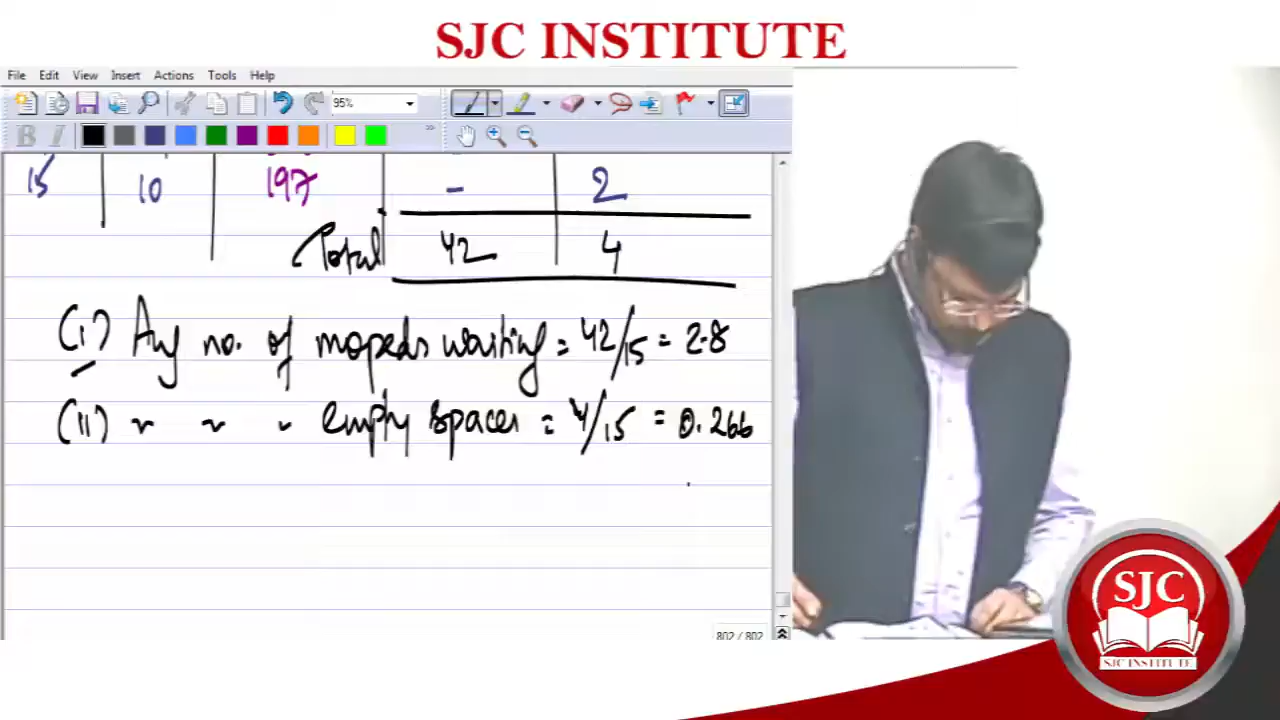 SJC INSTITUTE
File Edit View Insert Actions Tools Help
95%
B I
15 10 197 - 2
Total 42 4
(i) Avg no. of mopeds waiting = 42/15 = 2.8
(ii) " " " empty spaces = 4/15 = 0.266
802 / 802
SJC
SJC INSTITUTE